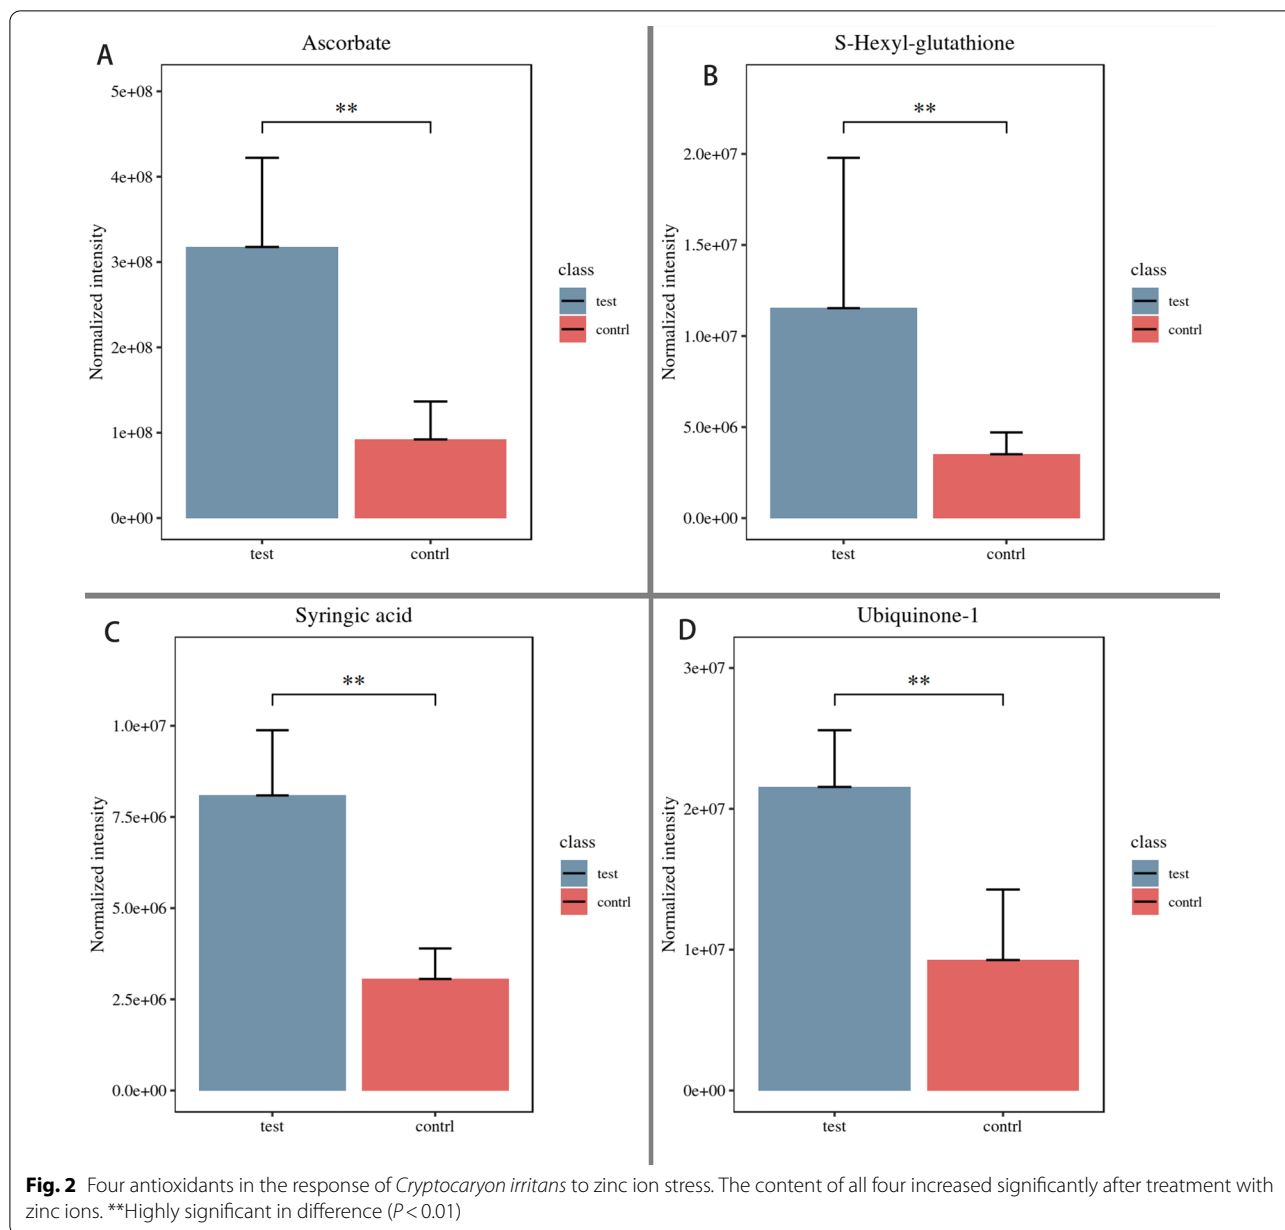 A
Ascorbate
5e+08
4e+08
3e+08
2e+08
1e+08
0e+00
Normalized intensity
**
test
contrl
class
test
contrl
B
S-Hexyl-glutathione
2.0e+07
1.5e+07
1.0e+07
5.0e+06
0.0e+00
Normalized intensity
**
test
contrl
class
test
contrl
C
Syringic acid
1.0e+07
7.5e+06
5.0e+06
2.5e+06
0.0e+00
Normalized intensity
**
test
contrl
class
test
contrl
D
Ubiquinone-1
3e+07
2e+07
1e+07
0e+00
Normalized intensity
**
test
contrl
class
test
contrl
Fig. 2 Four antioxidants in the response of Cryptocaryon irritans to zinc ion stress. The content of all four increased significantly after treatment with
zinc ions. **Highly significant in difference (P < 0.01)